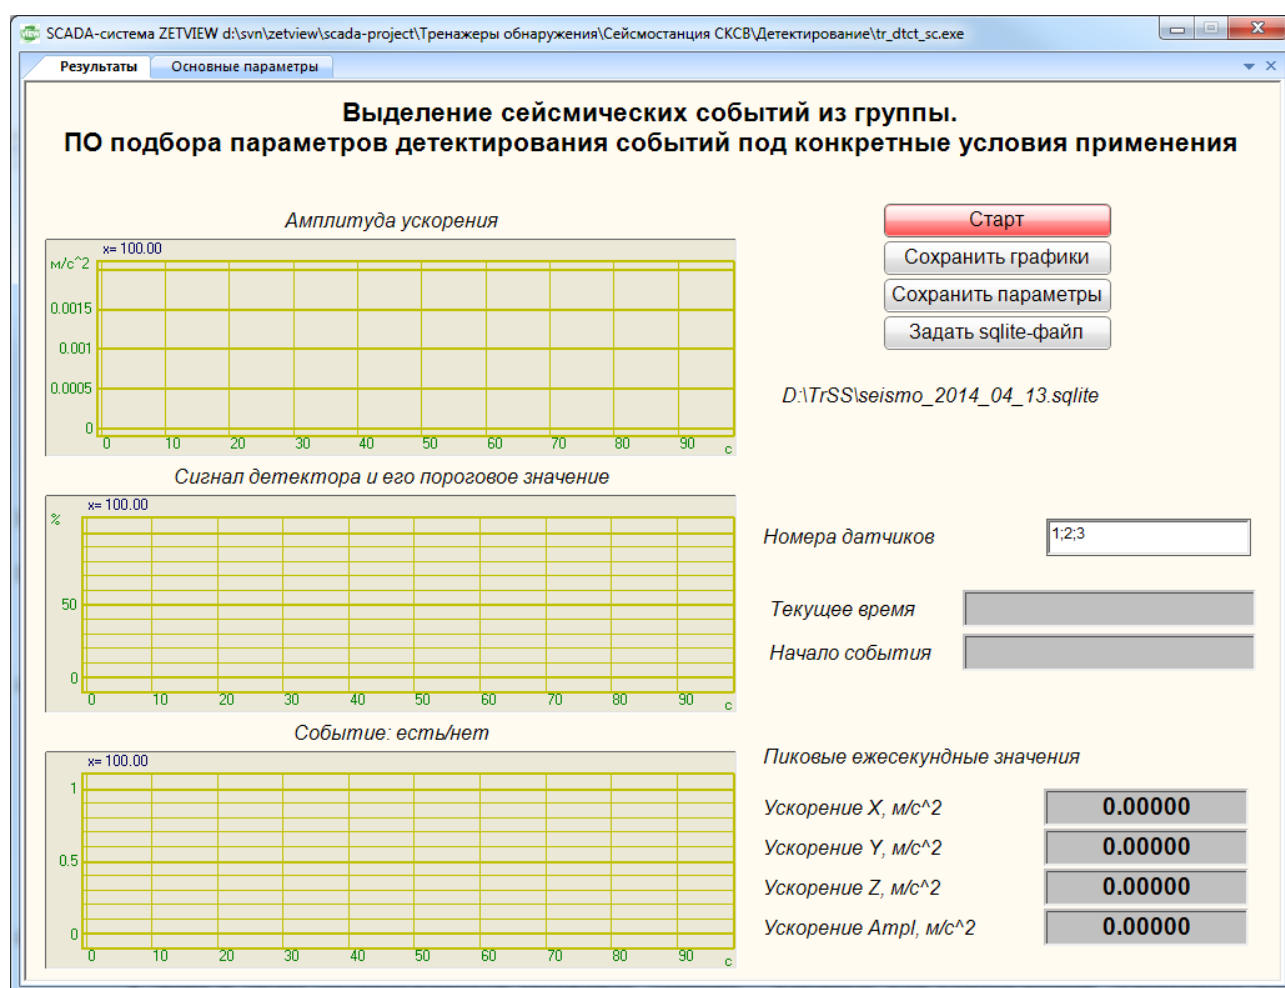 SCADA-система ZETVIEW d:\svn\zetview\scada-project\Тренажеры обнаружения\Сейсмостанция СКСВ\Детектирование\tr_dtct_sc.exe
Результаты
Основные параметры
Выделение сейсмических событий из группы.
ПО подбора параметров детектирования событий под конкретные условия применения
Амплитуда ускорения
x= 100.00
м/с^2
0.0015
0.001
0.0005
0
0 10 20 30 40 50 60 70 80 90 с
Сигнал детектора и его пороговое значение
x= 100.00
%
50
0
0 10 20 30 40 50 60 70 80 90 с
Событие: есть/нет
x= 100.00
1
0.5
0
0 10 20 30 40 50 60 70 80 90 с
Старт
Сохранить графики
Сохранить параметры
Задать sqlite-файл
D:\TrSS\seismo_2014_04_13.sqlite
Номера датчиков 1;2;3
Текущее время
Начало события
Пиковые ежесекундные значения
Ускорение X, м/с^2 0.00000
Ускорение Y, м/с^2 0.00000
Ускорение Z, м/с^2 0.00000
Ускорение Ampl, м/с^2 0.00000